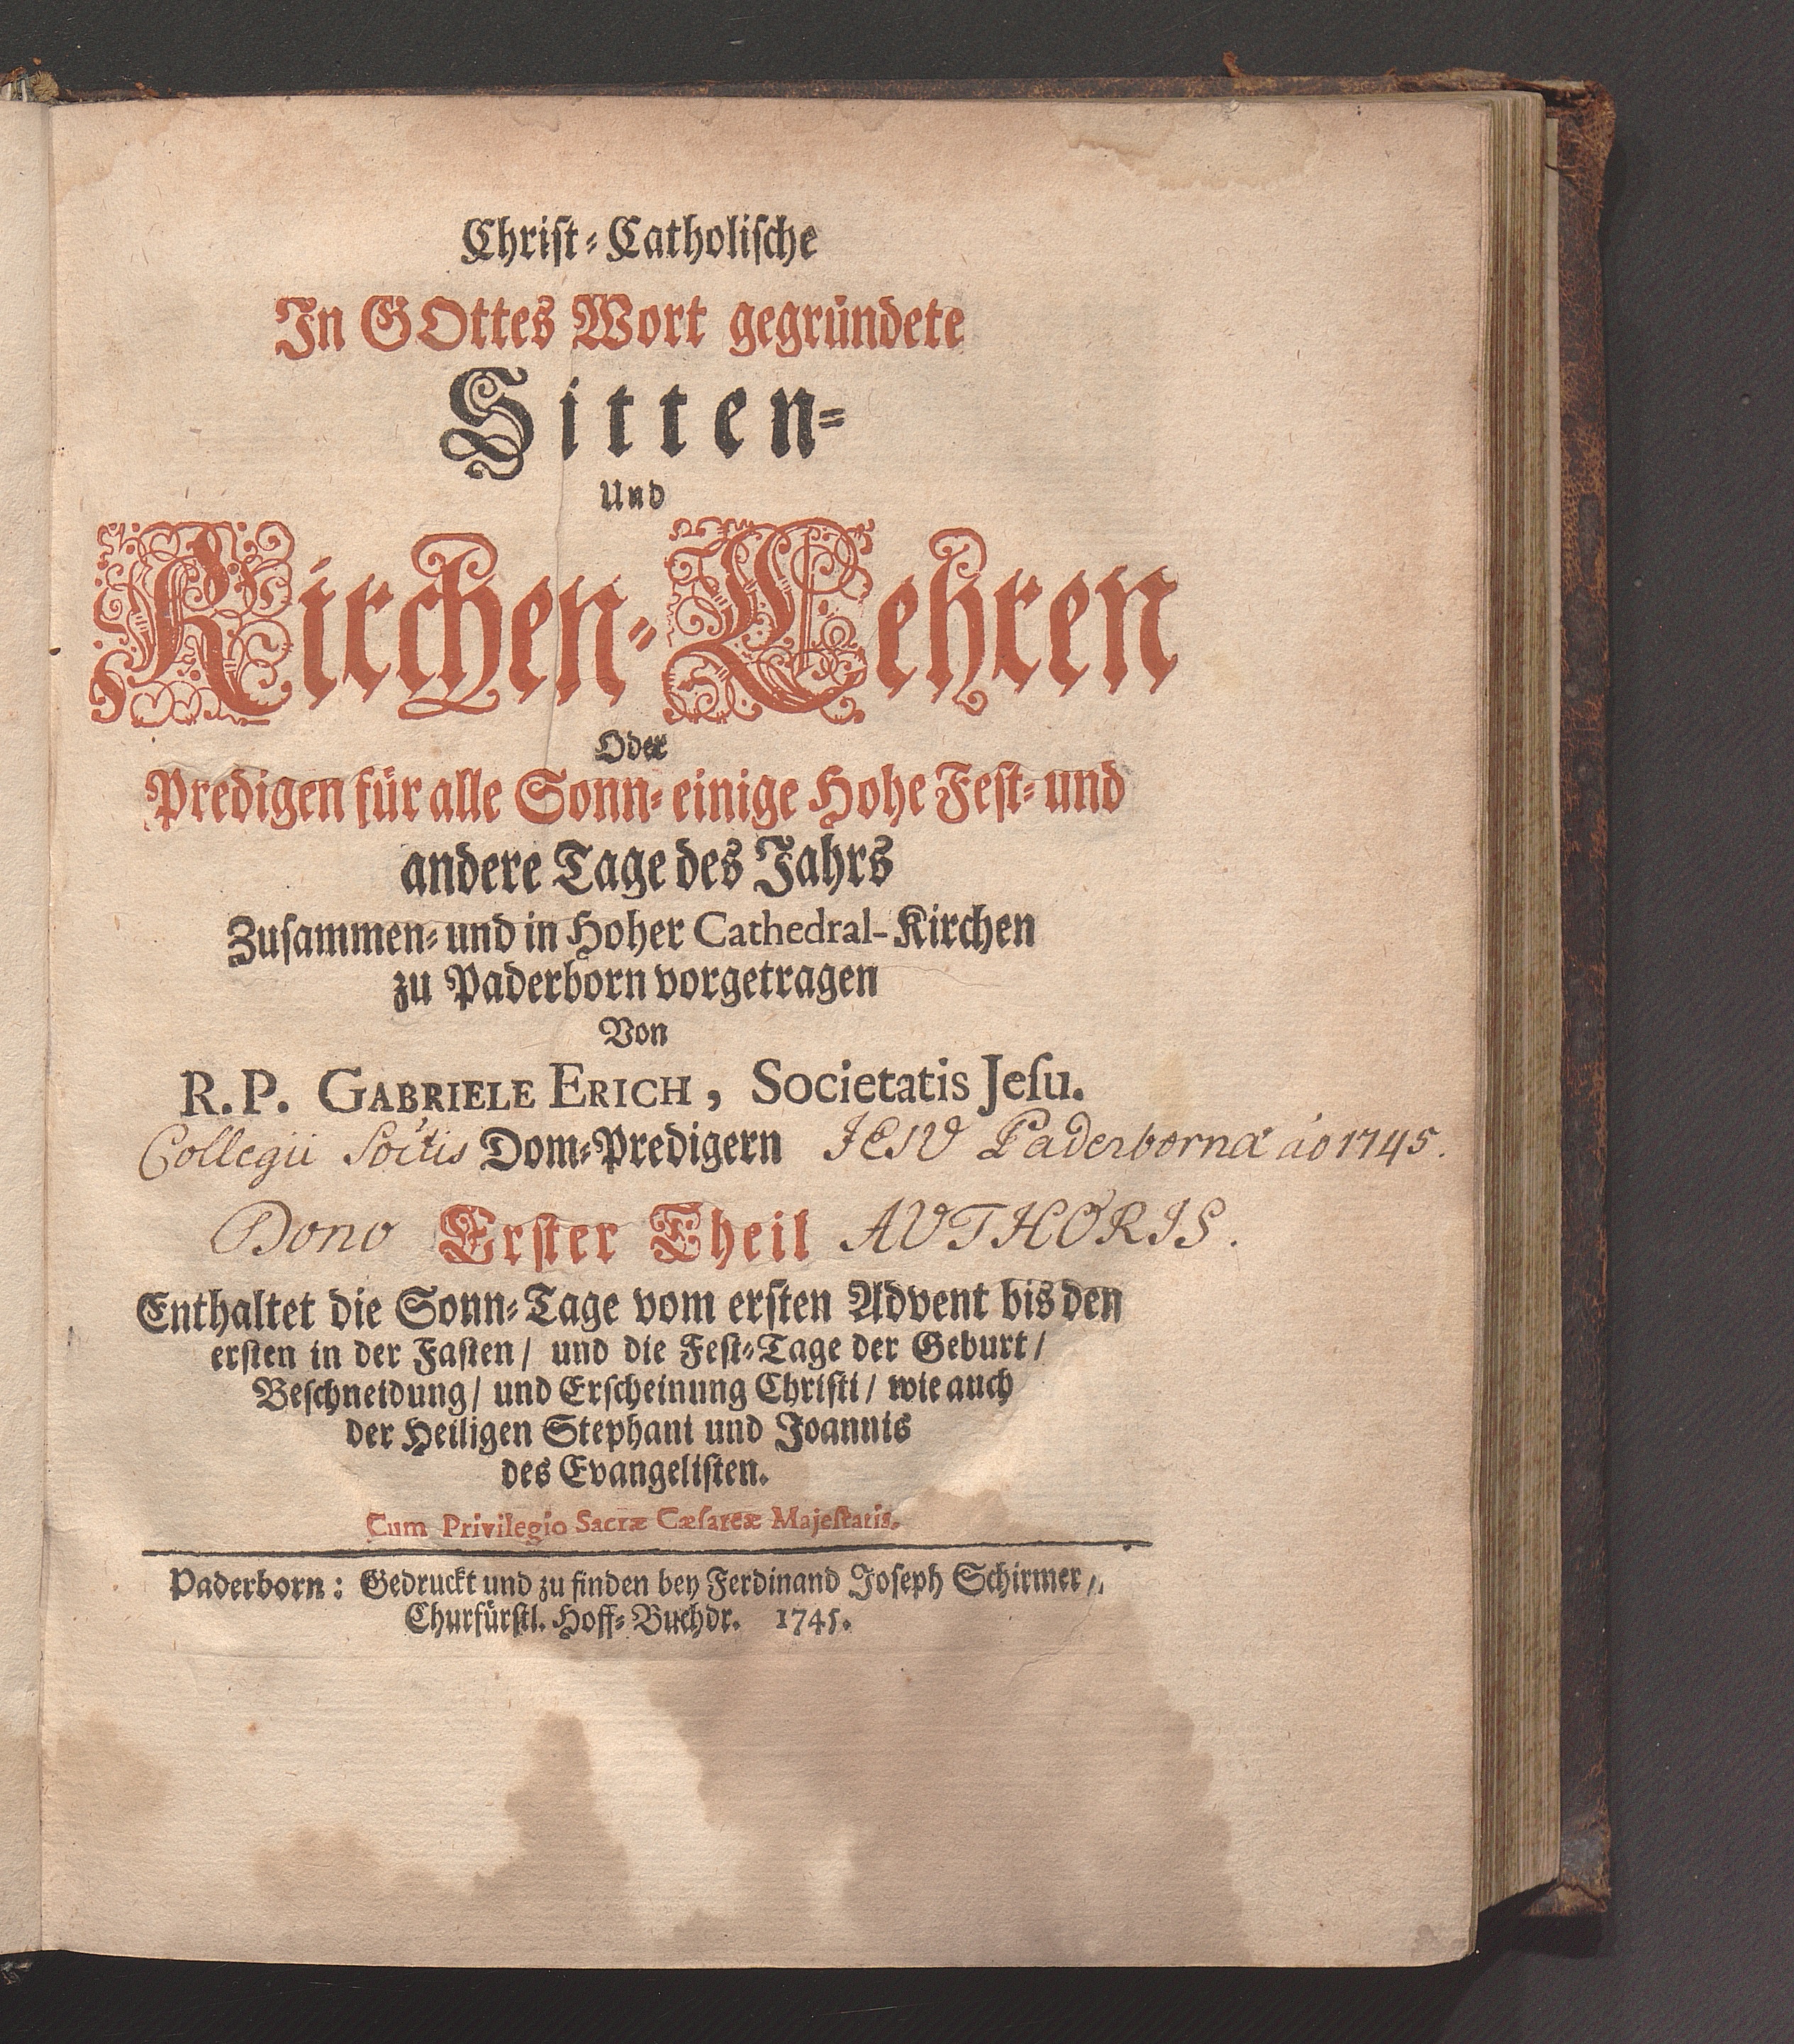 Christ-Catholische
In GOttes Wort gegründete
Sitten-
Und
Kirchen-Lehren
Oder
Predigen für alle Sonn- einige Hohe Fest- und
andere Tage des Jahrs
Zusammen- und in Hoher Cathedral-Kirchen
zu Paderborn vorgetragen
Von
R. P. GABRIELE ERICH, Societatis Jesu.
Collegii Soĉtis Dom-Predigern JESV Paderbornæ áo 1745.
Dono Erster Theil AVTHORIS.
Enthaltet die Sonn-Tage vom ersten Advent bis den
ersten in der Fasten/ und die Fest-Tage der Geburt/
Beschneidung/ und Erscheinung Christi/ wie auch
der Heiligen Stephani und Joannis
des Evangelisten.
Cum Privilegio Sacræ Cæsareæ Majestatis.
Paderborn: Gedruckt und zu finden bey Ferdinand Joseph Schirmer,
Churfürstl. Hoff-Buchdr. 1745.